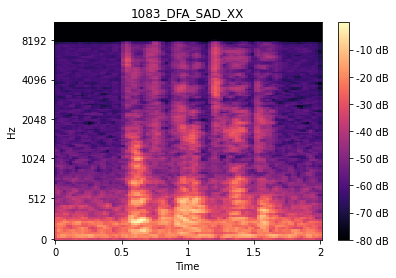 1083_DFA_SAD_XX
8192
4096
2048
1024
512
0
Hz
0
0.5
1
1.5
2
Time
-10 dB
-20 dB
-30 dB
-40 dB
-50 dB
-60 dB
-70 dB
-80 dB